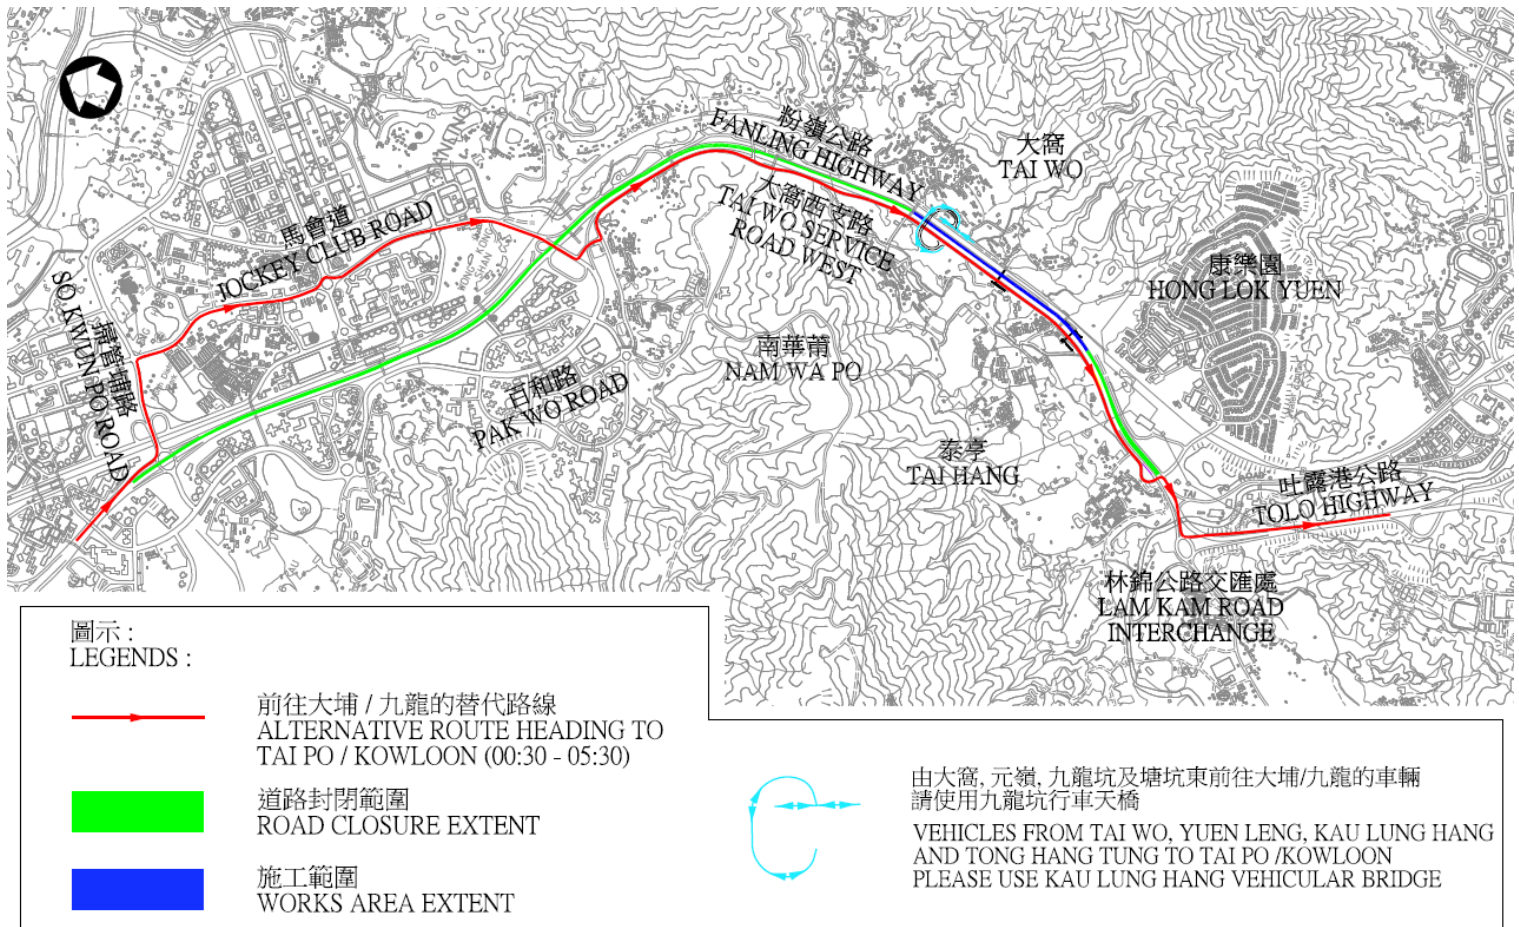 粉嶺公路
FANLING HIGHWAY
大窩
TAI WO
大窩西支路
TAI WO SERVICE
ROAD WEST
馬會道
JOCKEY CLUB ROAD
掃管埔路
SO KWUN PO ROAD
康樂園
HONG LOK YUEN
南華莆
NAM WA PO
百和路
PAK WO ROAD
泰亨
TAI HANG
吐露港公路
TOLO HIGHWAY
林錦公路交匯處
LAM KAM ROAD
INTERCHANGE
圖示 :
LEGENDS :
前往大埔 / 九龍的替代路線
ALTERNATIVE ROUTE HEADING TO
TAI PO / KOWLOON (00:30 - 05:30)
道路封閉範圍
ROAD CLOSURE EXTENT
施工範圍
WORKS AREA EXTENT
由大窩, 元嶺, 九龍坑及塘坑東前往大埔/九龍的車輛
請使用九龍坑行車天橋
VEHICLES FROM TAI WO, YUEN LENG, KAU LUNG HANG
AND TONG HANG TUNG TO TAI PO /KOWLOON
PLEASE USE KAU LUNG HANG VEHICULAR BRIDGE